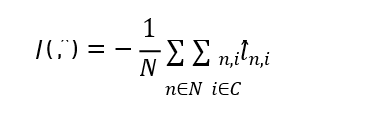 J(,¨) = − 1/N ∑ ∑ n,i l̂n,i
n∈N i∈C